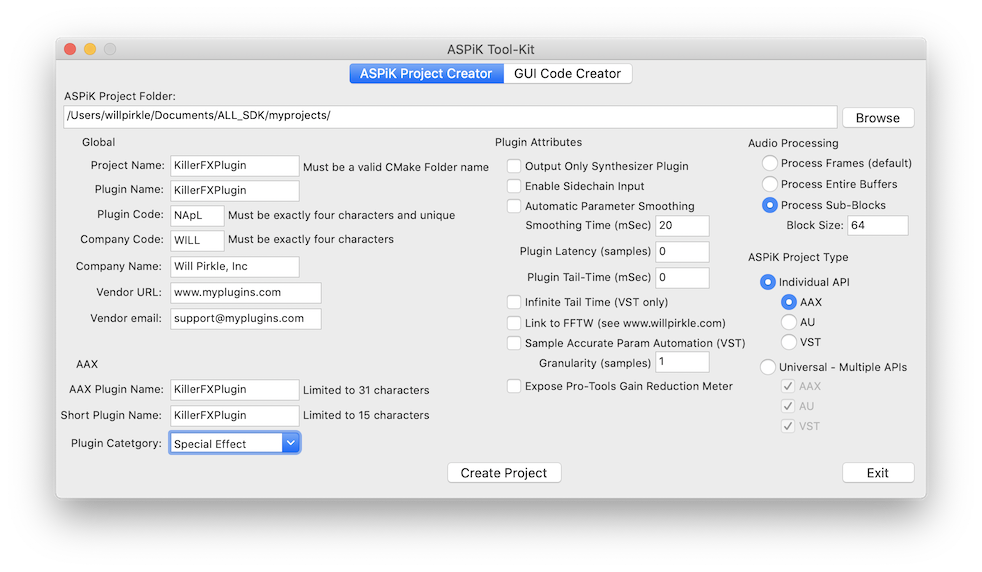 ASPiK Tool-Kit
ASPiK Project Creator
GUI Code Creator
ASPiK Project Folder:
/Users/willpirkle/Documents/ALL_SDK/myprojects/
Browse
Global
Project Name: KillerFXPlugin Must be a valid CMake Folder name
Plugin Name: KillerFXPlugin
Plugin Code: NApL Must be exactly four characters and unique
Company Code: WILL Must be exactly four characters
Company Name: Will Pirkle, Inc
Vendor URL: www.myplugins.com
Vendor email: support@myplugins.com
AAX
AAX Plugin Name: KillerFXPlugin Limited to 31 characters
Short Plugin Name: KillerFXPlugin Limited to 15 characters
Plugin Catetgory: Special Effect
Plugin Attributes
Output Only Synthesizer Plugin
Enable Sidechain Input
Automatic Parameter Smoothing
Smoothing Time (mSec) 20
Plugin Latency (samples) 0
Plugin Tail-Time (mSec) 0
Infinite Tail Time (VST only)
Link to FFTW (see www.willpirkle.com)
Sample Accurate Param Automation (VST)
Granularity (samples) 1
Expose Pro-Tools Gain Reduction Meter
Audio Processing
Process Frames (default)
Process Entire Buffers
Process Sub-Blocks
Block Size: 64
ASPiK Project Type
Individual API
AAX
AU
VST
Universal - Multiple APIs
AAX
AU
VST
Create Project
Exit